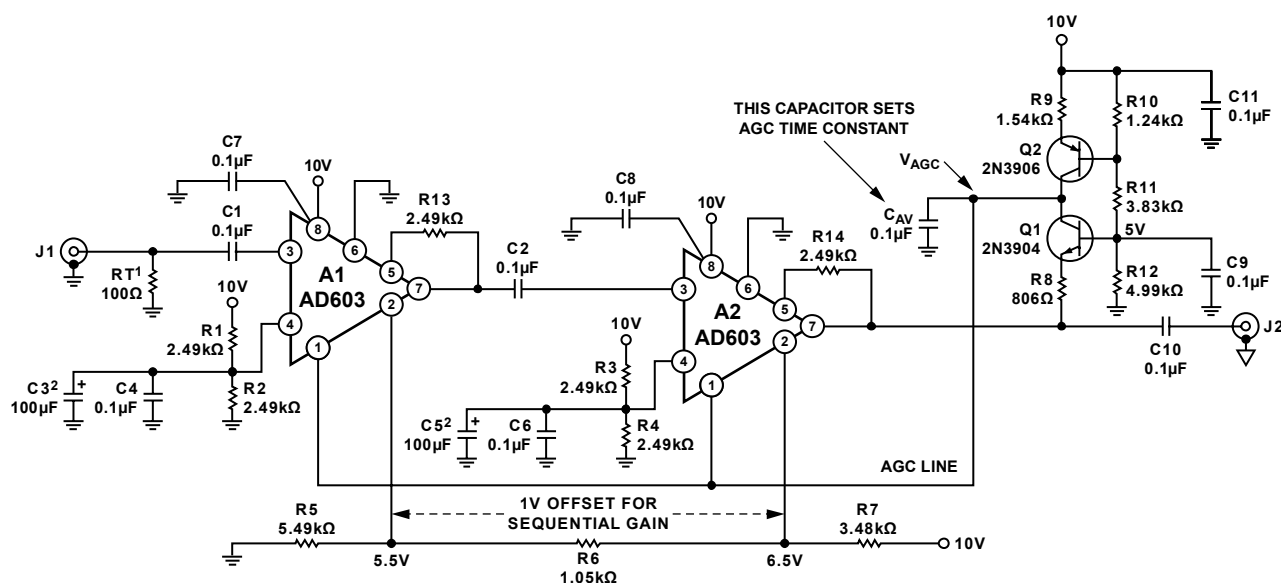 10V
THIS CAPACITOR SETS
AGC TIME CONSTANT
R9
1.54kΩ
R10
1.24kΩ
C11
0.1µF
Q2
2N3906
VAGC
R11
3.83kΩ
CAV
0.1µF
Q1
2N3904
5V
R8
806Ω
R12
4.99kΩ
C9
0.1µF
J2
C10
0.1µF
C7
0.1µF
10V
R13
2.49kΩ
C1
0.1µF
J1
RT1
100Ω
3
8
6
5
7
2
4
1
A1
AD603
C2
0.1µF
10V
R1
2.49kΩ
R2
2.49kΩ
C32
+
100µF
C4
0.1µF
C8
0.1µF
10V
R14
2.49kΩ
3
8
6
5
7
2
4
1
A2
AD603
10V
R3
2.49kΩ
R4
2.49kΩ
C52
+
100µF
C6
0.1µF
AGC LINE
1V OFFSET FOR
SEQUENTIAL GAIN
R5
5.49kΩ
5.5V
R6
1.05kΩ
6.5V
R7
3.48kΩ
10V